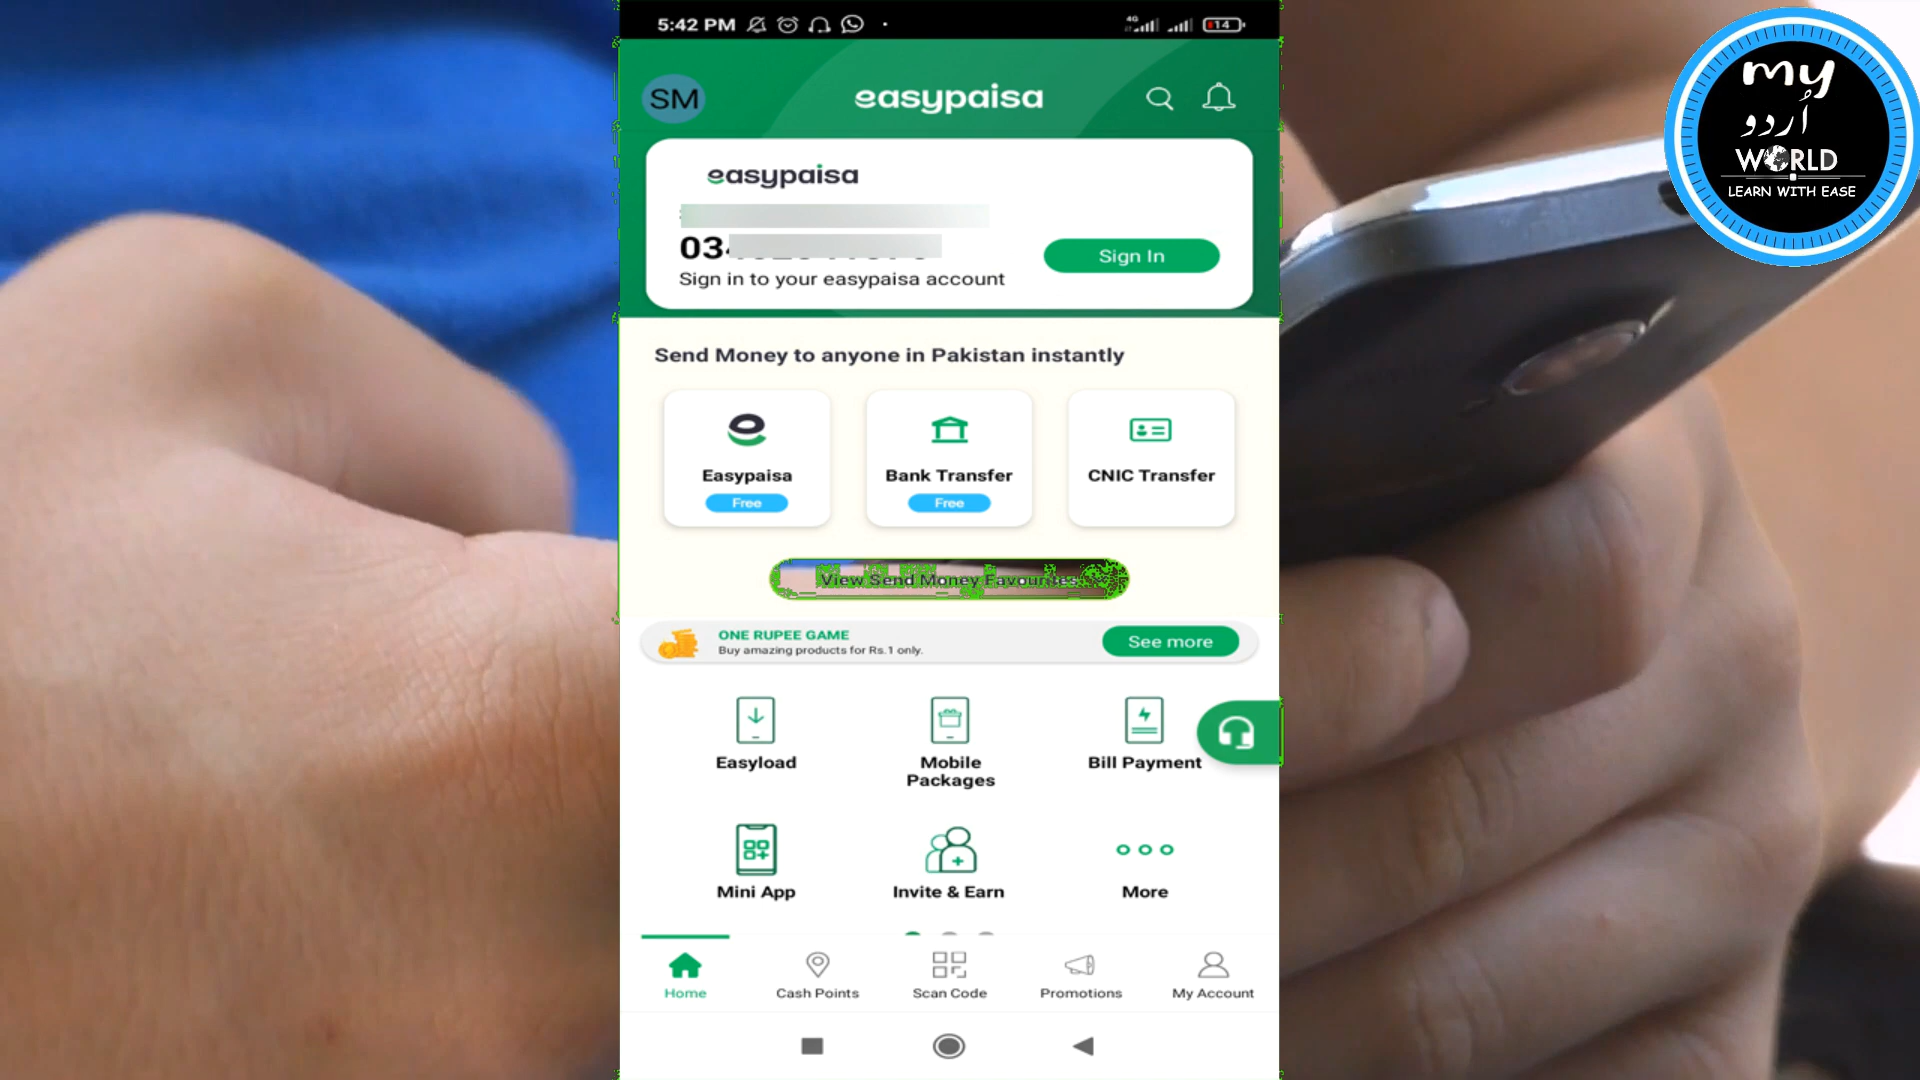 5:42 PM
4G
14
SM
easypaisa
easypaisa
03
Sign in to your easypaisa account
Sign In
Send Money to anyone in Pakistan instantly
Easypaisa
Free
Bank Transfer
Free
CNIC Transfer
View Send Money Favourites
ONE RUPEE GAME
Buy amazing products for Rs.1 only.
See more
Easyload
Mobile
Packages
Bill Payment
Mini App
Invite & Earn
More
Home
Cash Points
Scan Code
Promotions
My Account
my
اُردو
WORLD
LEARN WITH EASE